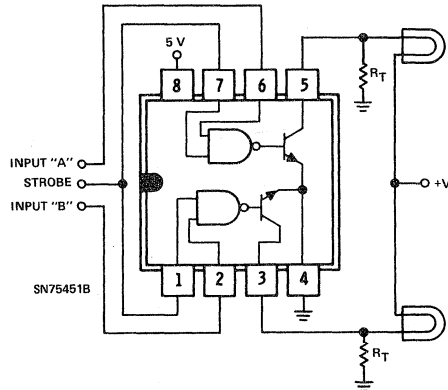 5 V
8 7 6 5
R_T
INPUT "A"
STROBE
INPUT "B"
+V
SN75451B
1 2 3 4
R_T